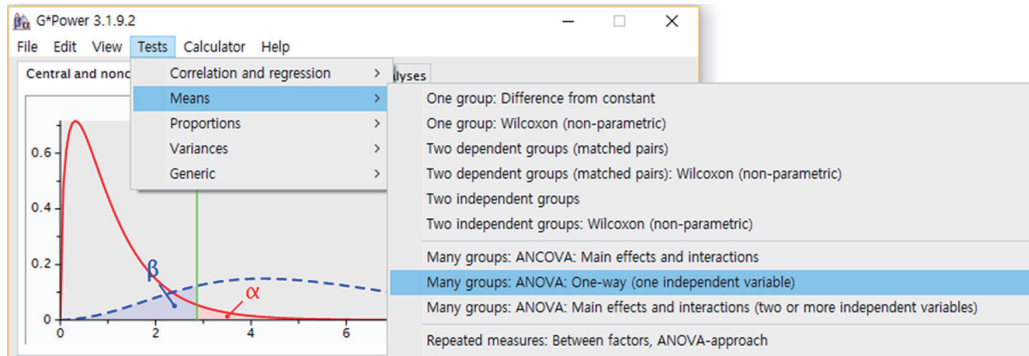 G*Power 3.1.9.2
File Edit View Tests Calculator Help
Central and nonc
lyses
Correlation and regression
Means
Proportions
Variances
Generic
One group: Difference from constant
One group: Wilcoxon (non-parametric)
Two dependent groups (matched pairs)
Two dependent groups (matched pairs): Wilcoxon (non-parametric)
Two independent groups
Two independent groups: Wilcoxon (non-parametric)
Many groups: ANCOVA: Main effects and interactions
Many groups: ANOVA: One-way (one independent variable)
Many groups: ANOVA: Main effects and interactions (two or more independent variables)
Repeated measures: Between factors, ANOVA-approach
0.6
0.4
0.2
0
β
α
0 2 4 6